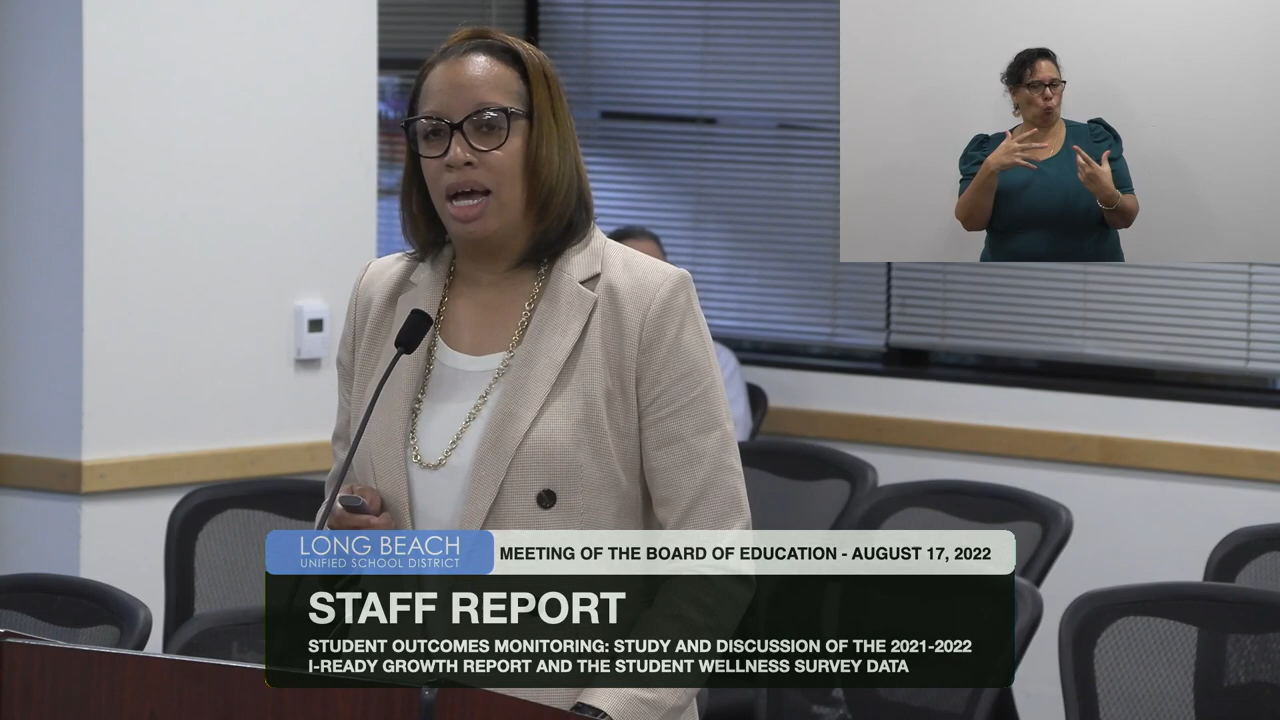 LONG BEACH
UNIFIED SCHOOL DISTRICT
MEETING OF THE BOARD OF EDUCATION - AUGUST 17, 2022
STAFF REPORT
STUDENT OUTCOMES MONITORING: STUDY AND DISCUSSION OF THE 2021-2022
I-READY GROWTH REPORT AND THE STUDENT WELLNESS SURVEY DATA